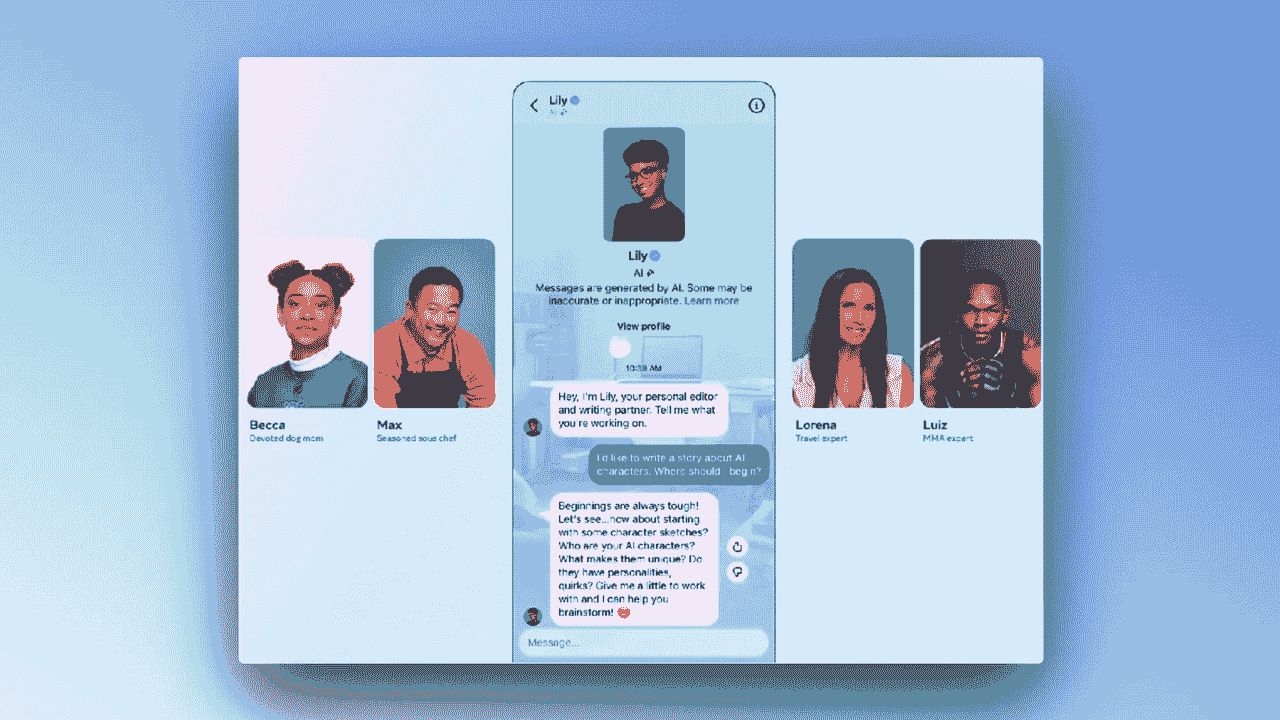 Lily
AI
Lily
AI
Messages are generated by AI. Some may be
inaccurate or inappropriate. Learn more
View profile
10:39 AM
Hey, I'm Lily, your personal editor
and writing partner. Tell me what
you're working on.
I'd like to write a story about AI
characters. Where should I begin?
Beginnings are always tough!
Let's see...how about starting
with some character sketches?
Who are your AI characters?
What makes them unique? Do
they have personalities,
quirks? Give me a little to work
with and I can help you
brainstorm!
Message...
Becca
Devoted dog mom
Max
Seasoned sous chef
Lorena
Travel expert
Luiz
MMA expert